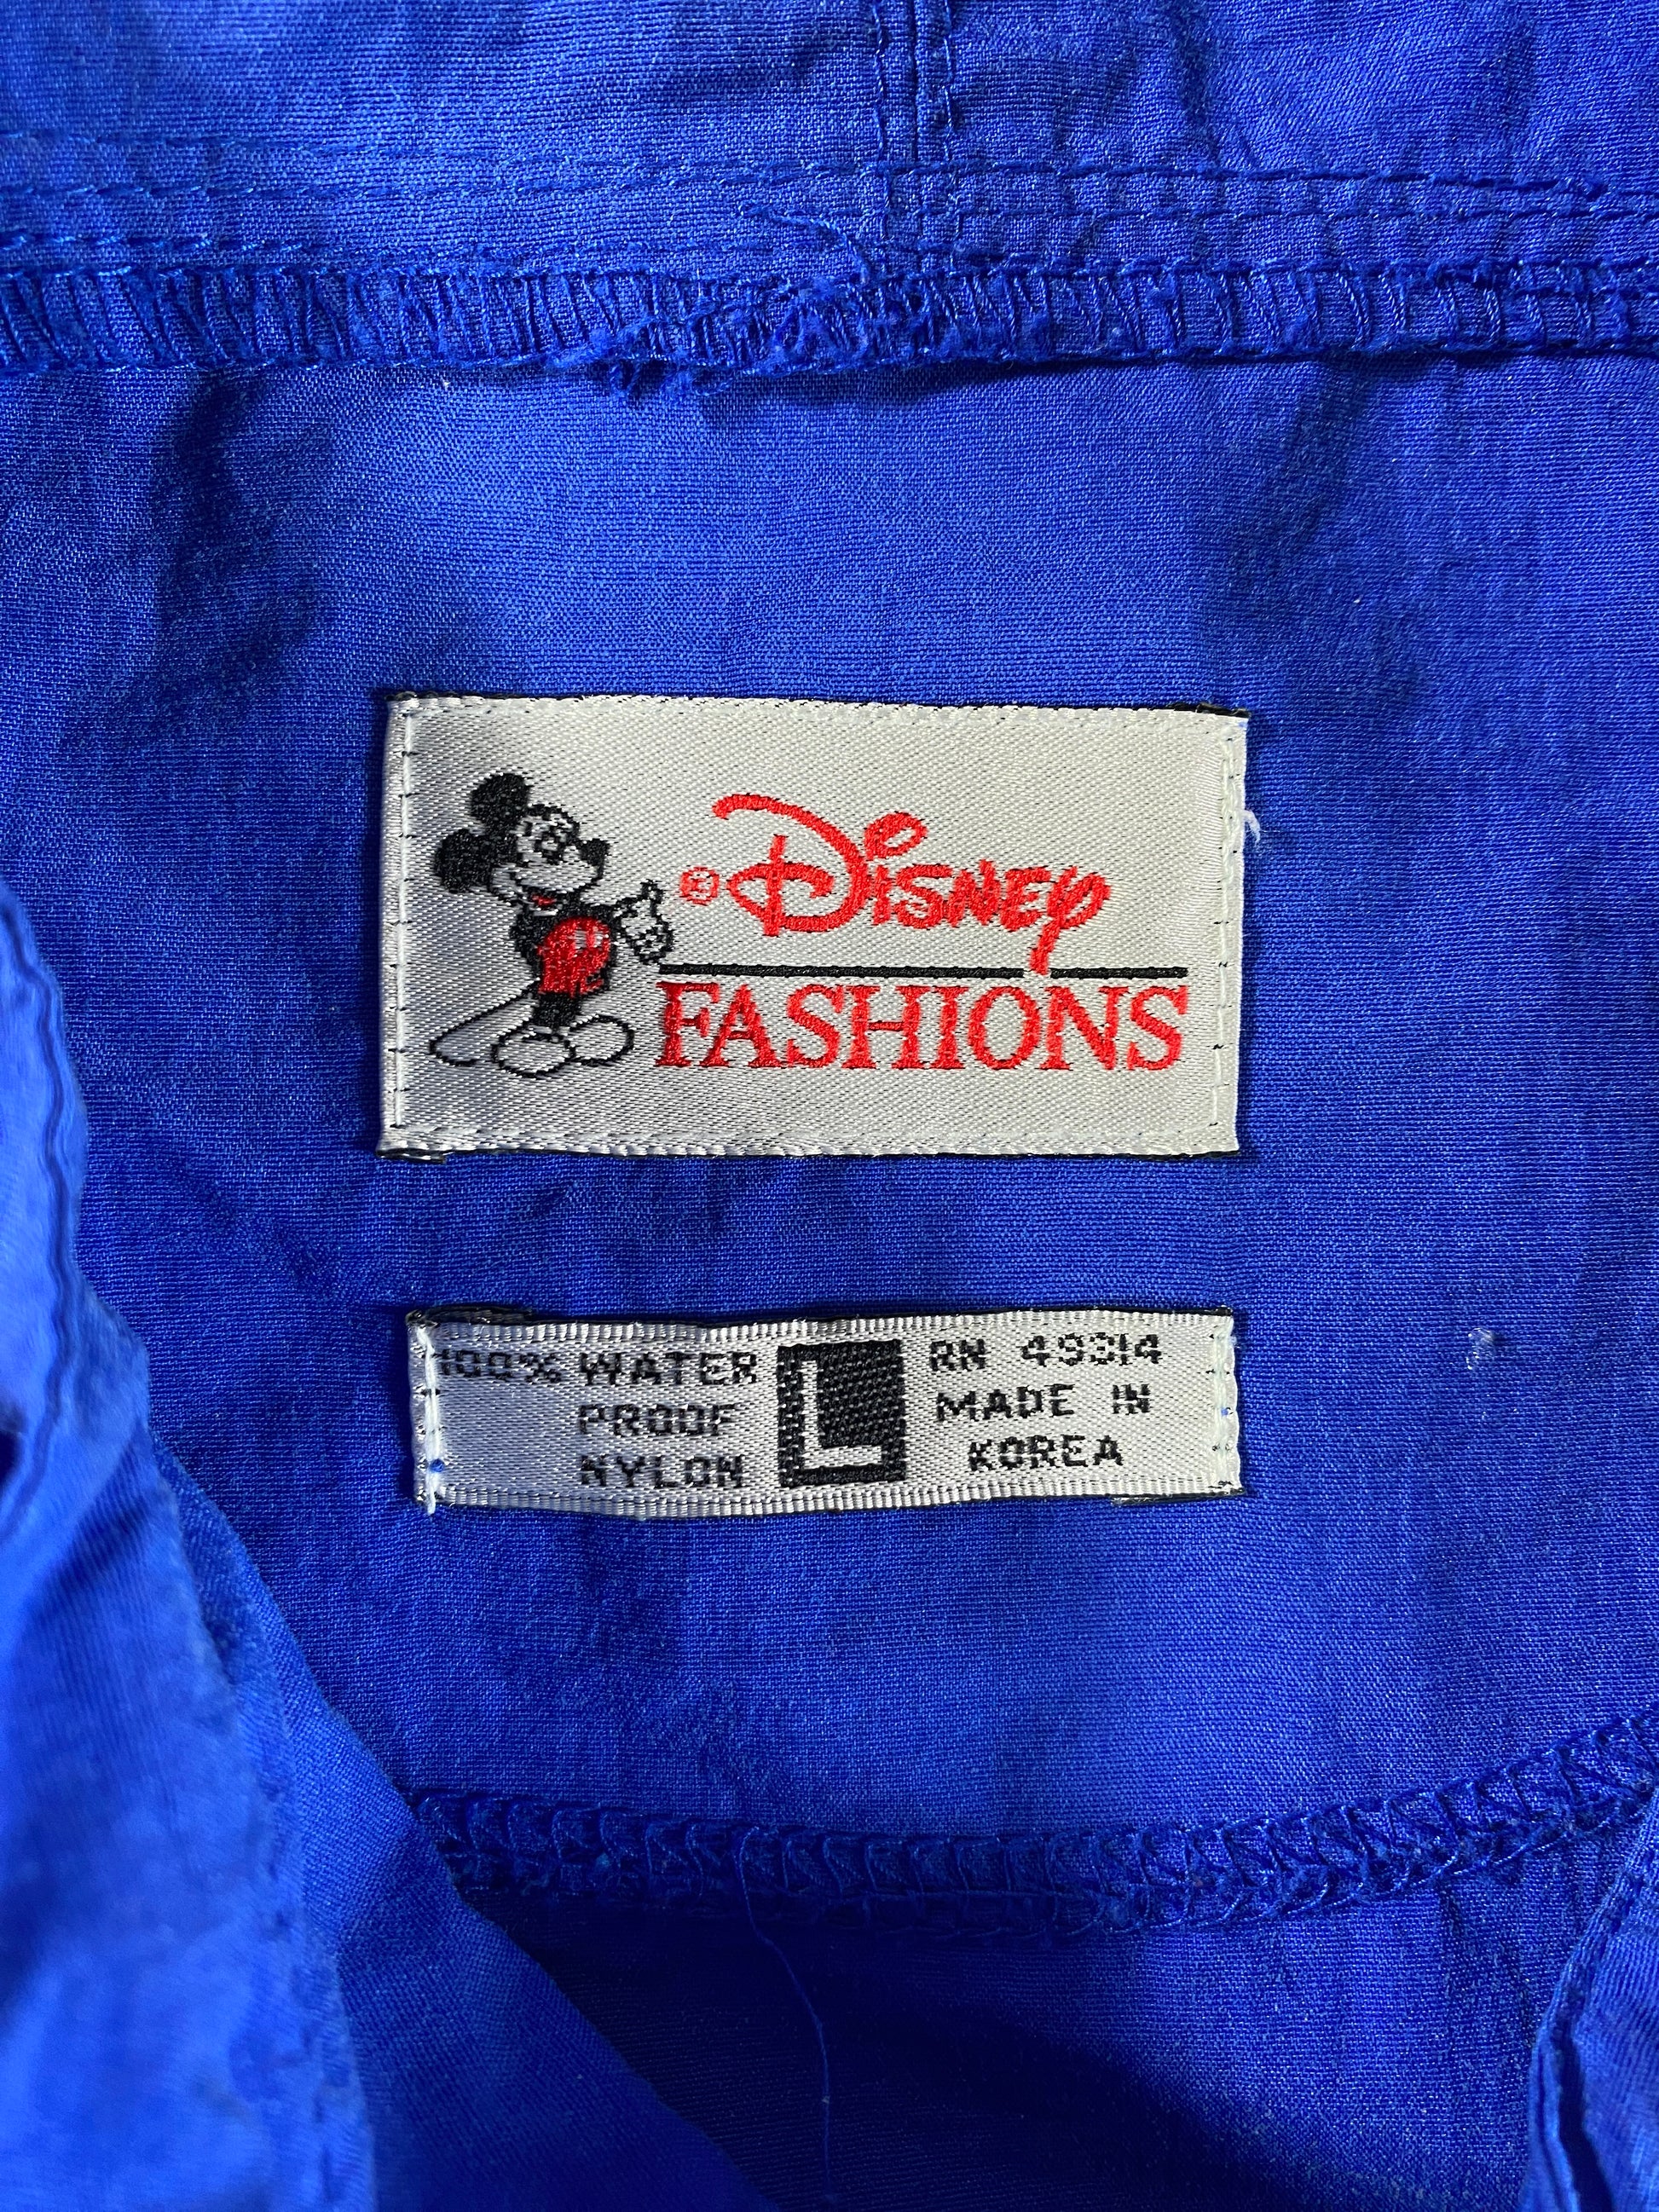 © Disney
FASHIONS
100% WATER
PROOF
NYLON
L
RN 49314
MADE IN
KOREA